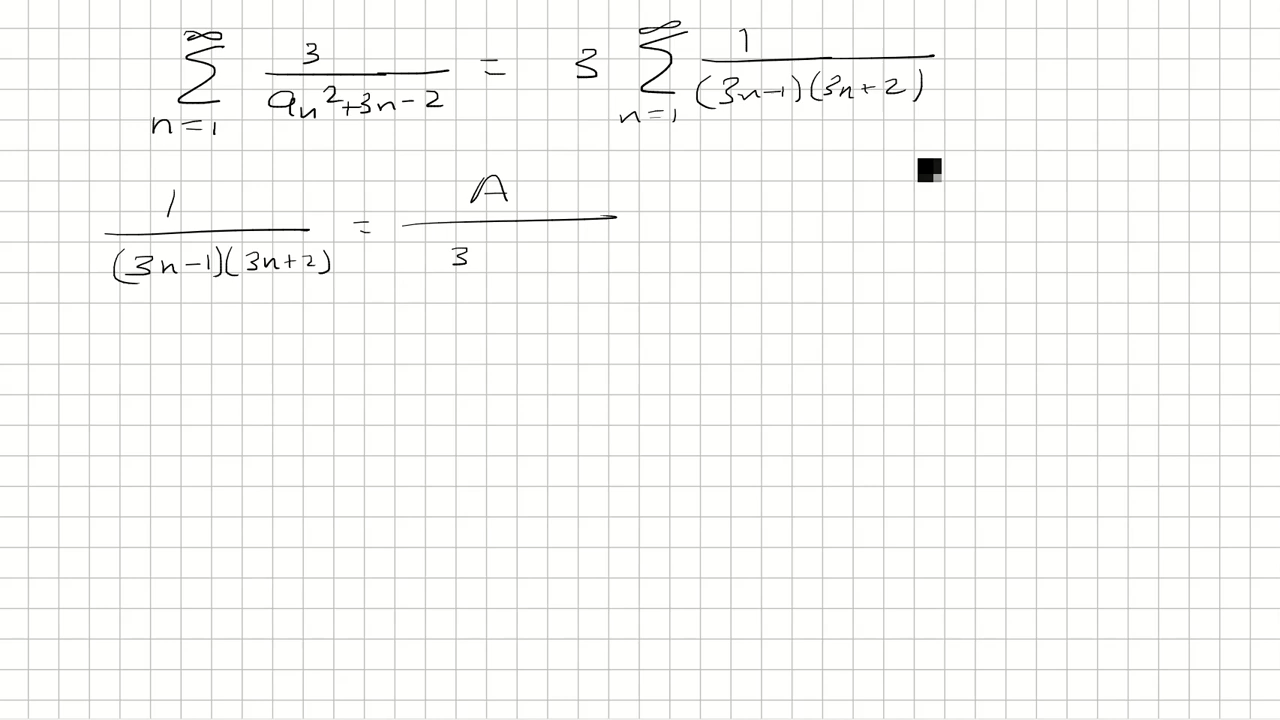 ∞ ∑ n=1 3/(9n²+3n−2) = 3 ∞ ∑ n=1 1/((3n−1)(3n+2))
1/((3n−1)(3n+2)) = A/3